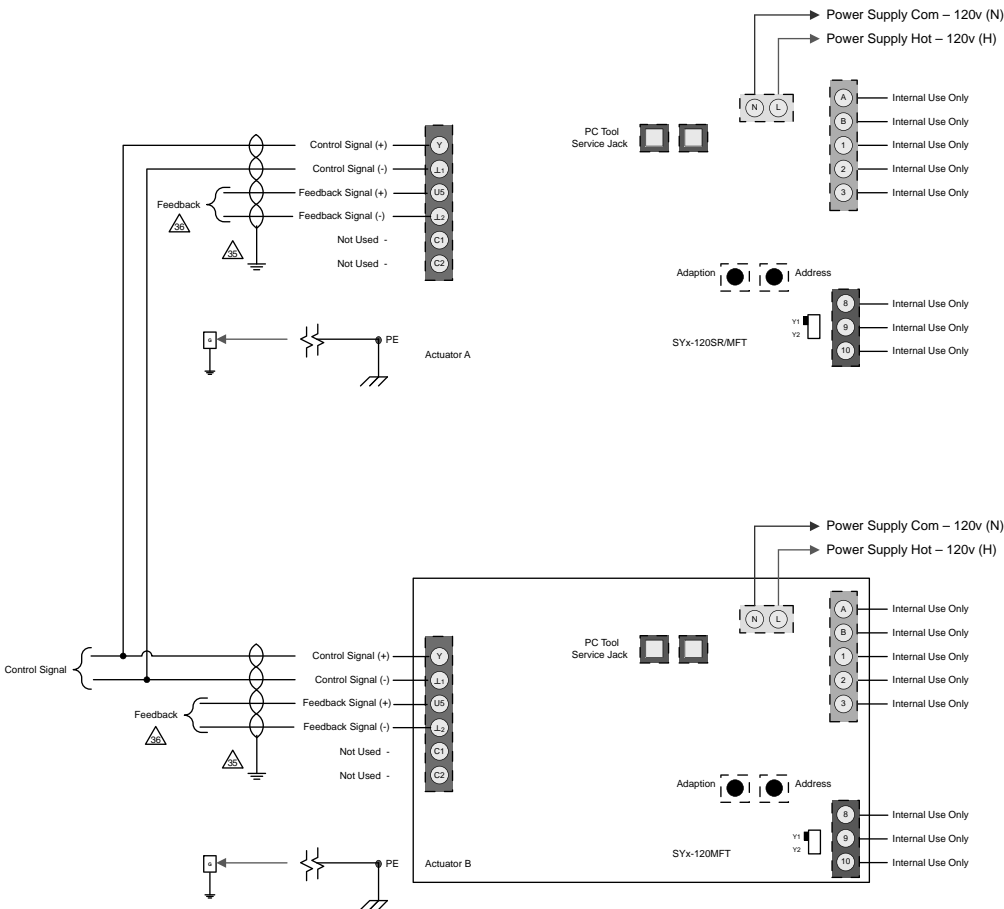 Power Supply Com – 120v (N)
Power Supply Hot – 120v (H)
N L
A Internal Use Only
B Internal Use Only
1 Internal Use Only
2 Internal Use Only
3 Internal Use Only
PC Tool
Service Jack
Control Signal (+) Y
Control Signal (-) ⊥1
Feedback Signal (+) U5
Feedback Signal (-) ⊥2
Not Used - C1
Not Used - C2
Feedback
36
35
Adaption Address
8 Internal Use Only
9 Internal Use Only
10 Internal Use Only
Y1
Y2
SYx-120SR/MFT
G
PE
Actuator A
Power Supply Com – 120v (N)
Power Supply Hot – 120v (H)
N L
A Internal Use Only
B Internal Use Only
1 Internal Use Only
2 Internal Use Only
3 Internal Use Only
PC Tool
Service Jack
Control Signal
Control Signal (+) Y
Control Signal (-) ⊥1
Feedback Signal (+) U5
Feedback Signal (-) ⊥2
Not Used - C1
Not Used - C2
Feedback
36
35
Adaption Address
8 Internal Use Only
9 Internal Use Only
10 Internal Use Only
Y1
Y2
SYx-120MFT
G
PE
Actuator B